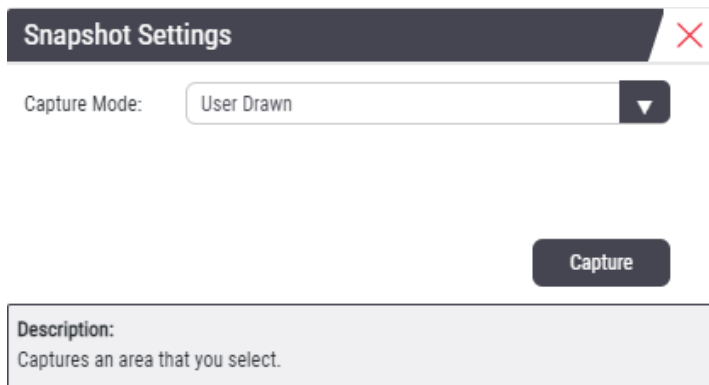 Snapshot Settings
Capture Mode:
User Drawn
Capture
Description:
Captures an area that you select.